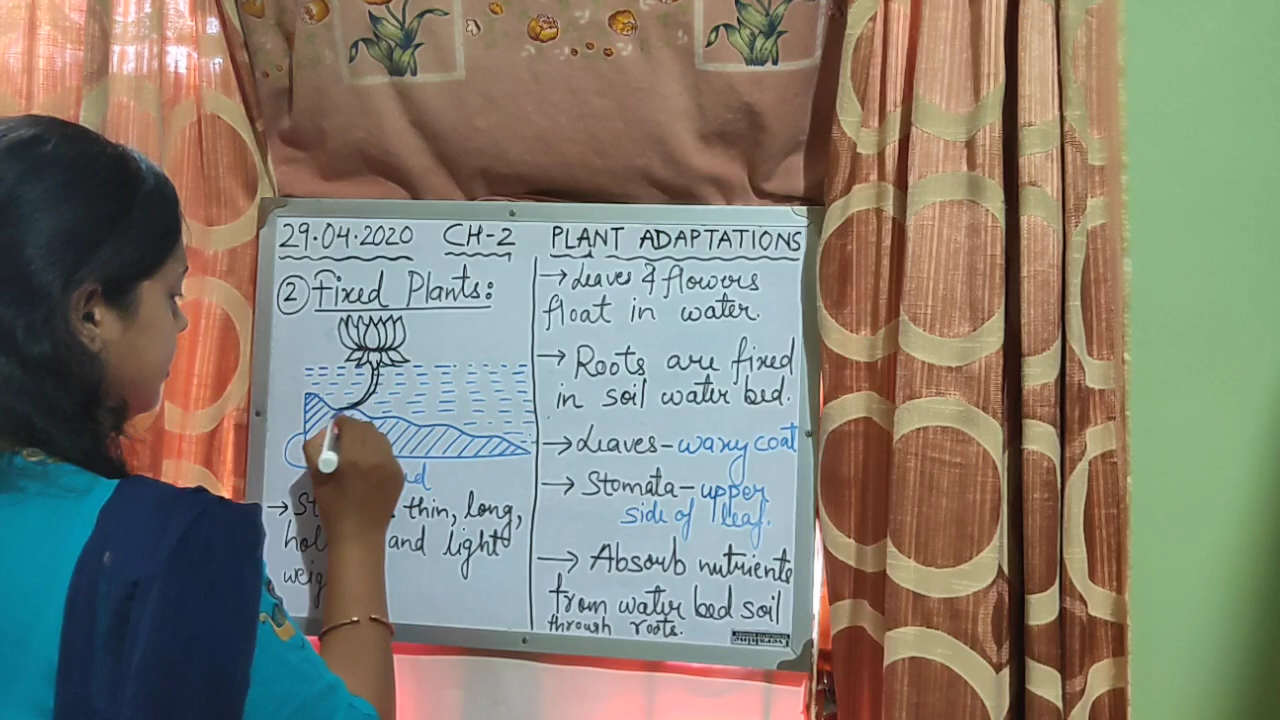 29.04.2020 CH-2 PLANT ADAPTATIONS
② Fixed Plants:
thin, long,
and light
→ Leaves & flowers
float in water.
→ Roots are fixed
in soil water bed.
→ Leaves - waxy coat
→ Stomata - upper
side of leaf.
→ Absorb nutrients
from water bed soil
through roots.
Evershine